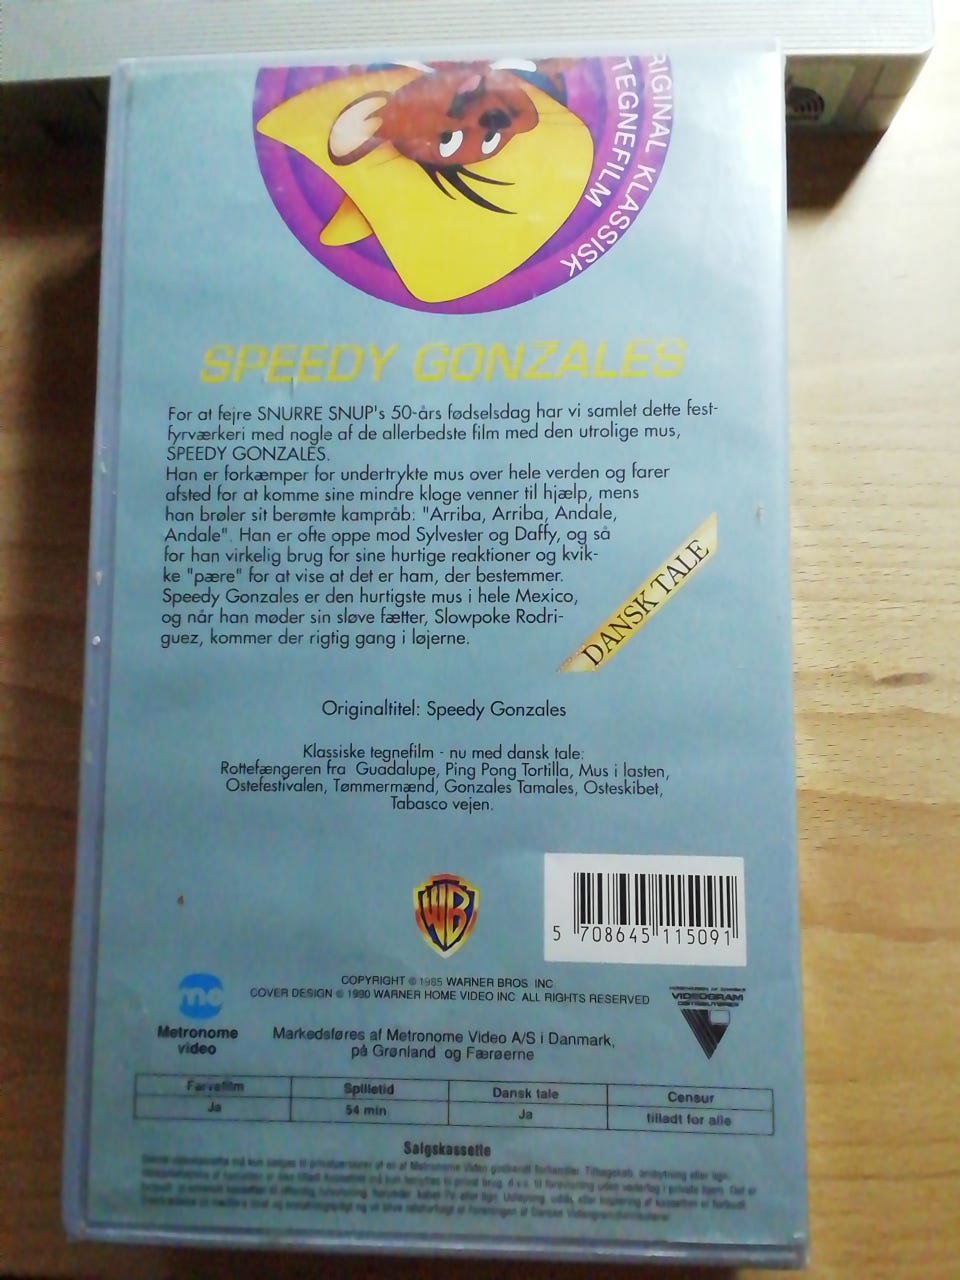 RIGINAL KLASSISK
TEGNEFILM
SPEEDY GONZALES
For at fejre SNURRE SNUP's 50-års fødselsdag har vi samlet dette fest-
fyrværkeri med nogle af de allerbedste film med den utrolige mus,
SPEEDY GONZALES.
Han er forkæmper for undertrykte mus over hele verden og farer
afsted for at komme sine mindre kloge venner til hjælp, mens
han brøler sit berømte kampråb: "Arriba, Arriba, Andale,
Andale". Han er ofte oppe mod Sylvester og Daffy, og så
for han virkelig brug for sine hurtige reaktioner og kvik-
ke "pære" for at vise at det er ham, der bestemmer.
Speedy Gonzales er den hurtigste mus i hele Mexico,
og når han møder sin sløve fætter, Slowpoke Rodri-
guez, kommer der rigtig gang i løjerne.
DANSK TALE
Originaltitel: Speedy Gonzales
Klassiske tegnefilm - nu med dansk tale:
Rottefængeren fra Guadalupe, Ping Pong Tortilla, Mus i lasten,
Ostefestivalen, Tømmermænd, Gonzales Tamales, Osteskibet,
Tabasco vejen.
WB
5 708645 115091
COPYRIGHT © 1985 WARNER BROS. INC
COVER DESIGN © 1990 WARNER HOME VIDEO INC ALL RIGHTS RESERVED
me
Metronome
video
Markedsføres af Metronome Video A/S i Danmark,
på Grønland og Færøerne
VIDEOGRAM
DISTRIBUTØRER
Farvefilm Spilletid Dansk tale Censur
Ja 54 min. Ja tilladt for alle
Salgskassette